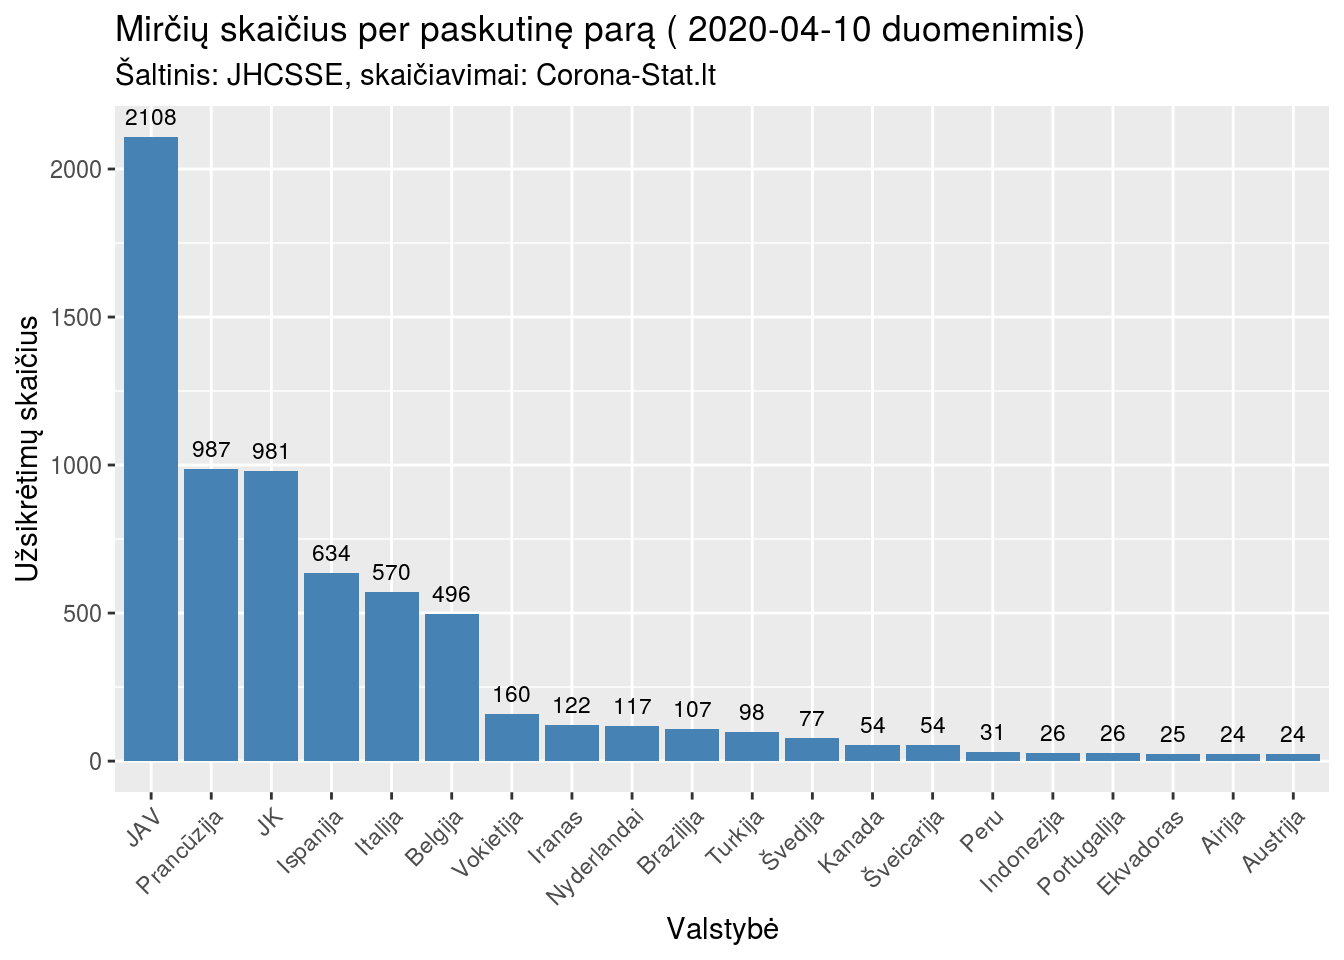 Mirčių skaičius per paskutinę parą ( 2020-04-10 duomenimis)
Šaltinis: JHCSSE, skaičiavimai: Corona-Stat.lt
Užsikrėtimų skaičius
2000
1500
1000
500
0
2108
987
981
634
570
496
160
122
117
107
98
77
54
54
31
26
26
25
24
24
JAV
Prancūzija
JK
Ispanija
Italija
Belgija
Vokietija
Iranas
Nyderlandai
Brazilija
Turkija
Švedija
Kanada
Šveicarija
Peru
Indonezija
Portugalija
Ekvadoras
Airija
Austrija
Valstybė